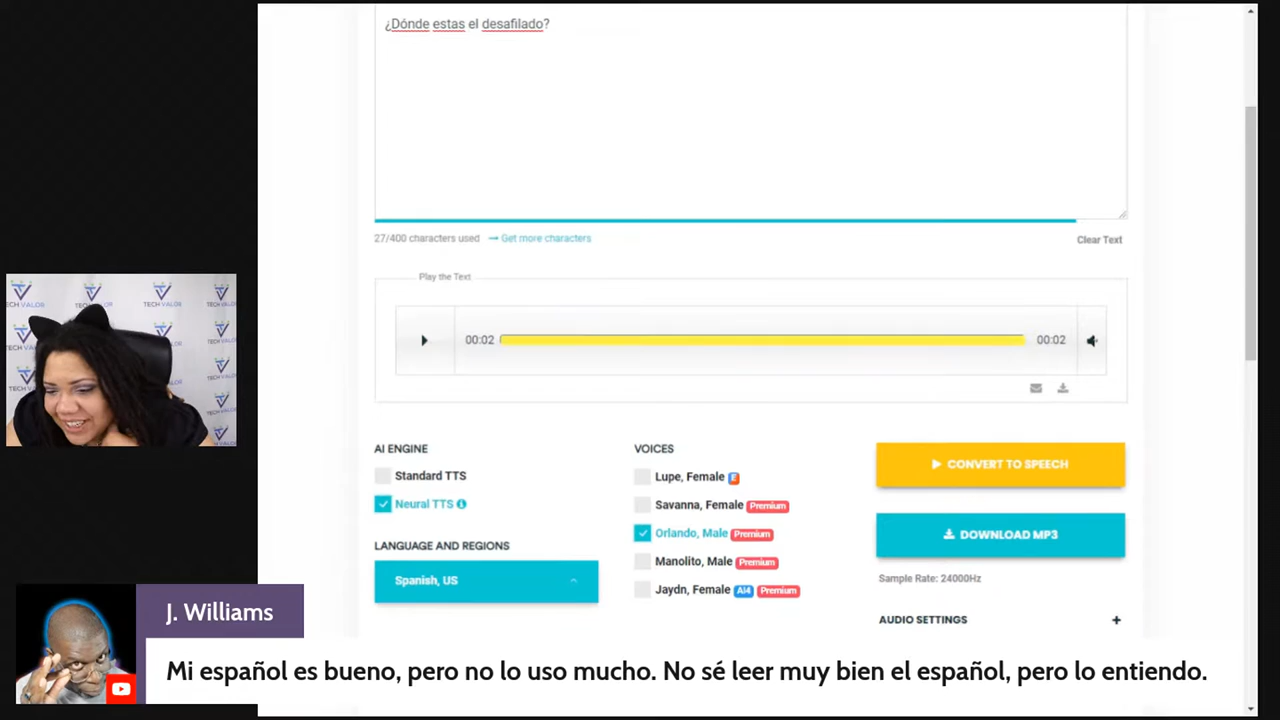 ¿Dónde estas el desafilado?
27/400 characters used → Get more characters
Clear Text
Play the Text
00:02
00:02
AI ENGINE
Standard TTS
Neural TTS
LANGUAGE AND REGIONS
Spanish, US
VOICES
Lupe, Female E
Savanna, Female Premium
Orlando, Male Premium
Manolito, Male Premium
Jaydn, Female AI4 Premium
CONVERT TO SPEECH
DOWNLOAD MP3
Sample Rate: 24000Hz
AUDIO SETTINGS +
TECH VALOR
J. Williams
Mi español es bueno, pero no lo uso mucho. No sé leer muy bien el español, pero lo entiendo.